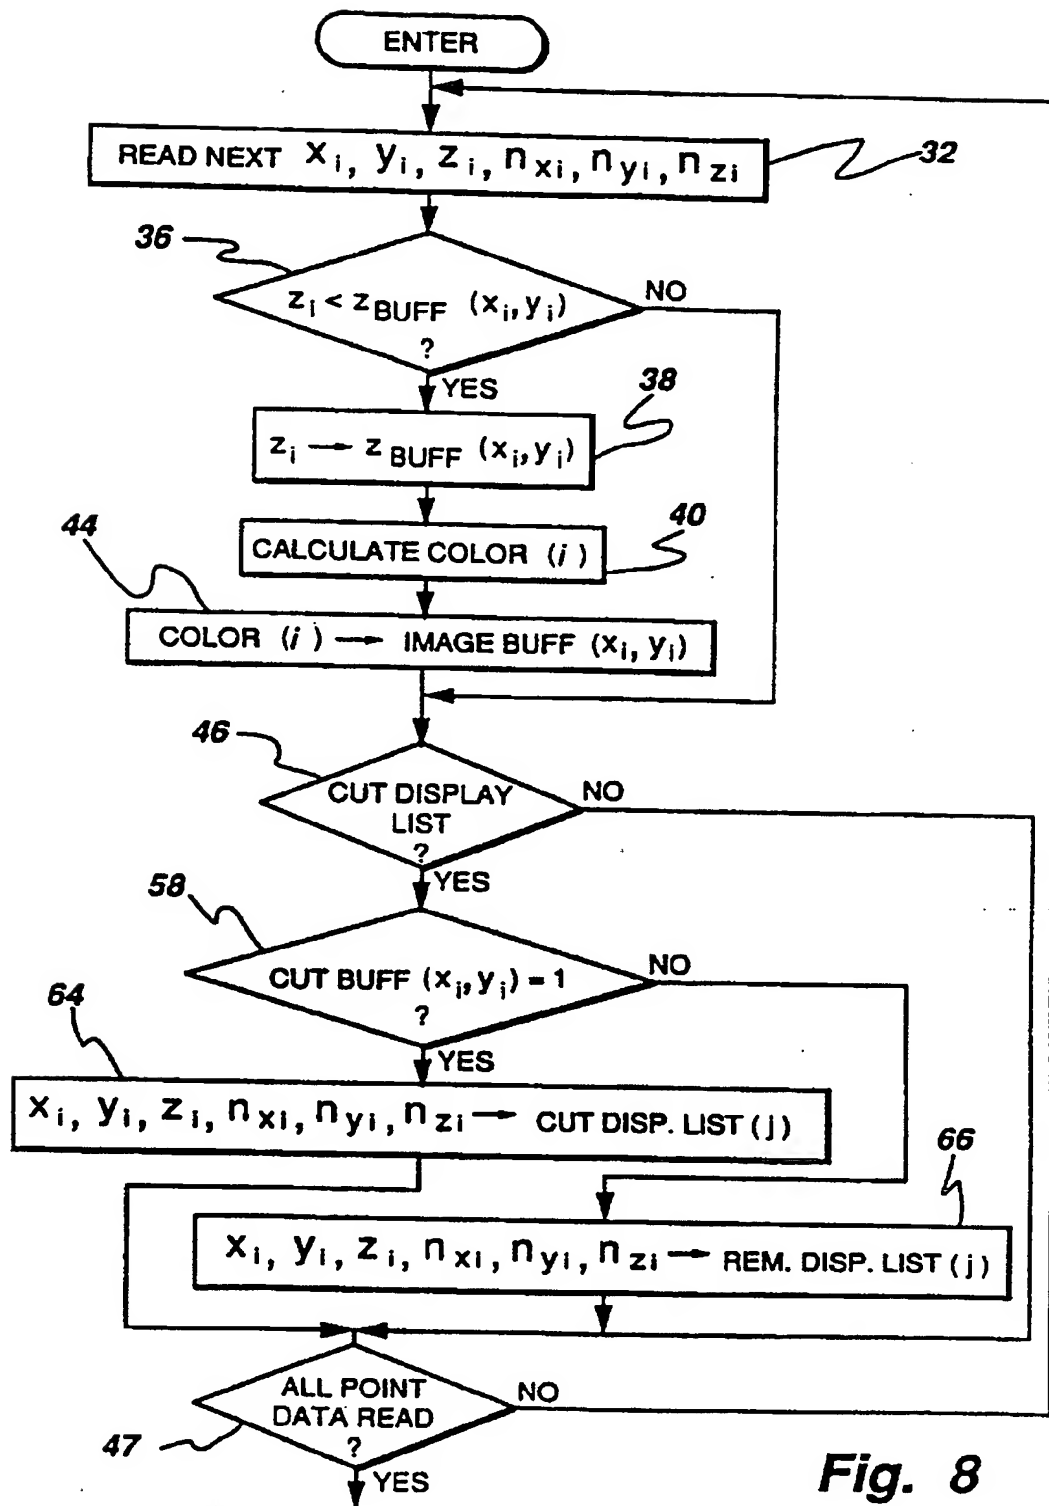 ENTER
READ NEXT xi, yi, zi, nxi, nyi, nzi
32
36
zi < zBUFF (xi, yi)
?
NO
YES
38
zi → zBUFF (xi, yi)
40
CALCULATE COLOR (i)
44
COLOR (i) → IMAGE BUFF (xi, yi)
46
CUT DISPLAY
LIST
?
NO
YES
58
CUT BUFF (xi, yi) = 1
?
NO
YES
64
xi, yi, zi, nxi, nyi, nzi → CUT DISP. LIST (j)
66
xi, yi, zi, nxi, nyi, nzi → REM. DISP. LIST (j)
ALL POINT
DATA READ
?
NO
47
YES
Fig. 8